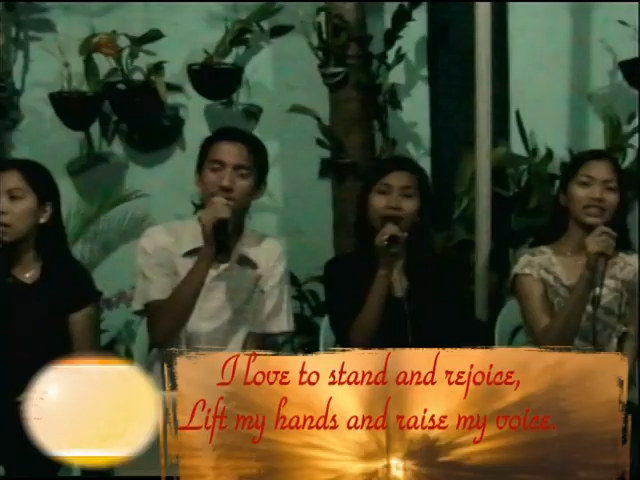 I love to stand and rejoice,
Lift my hands and raise my voice.